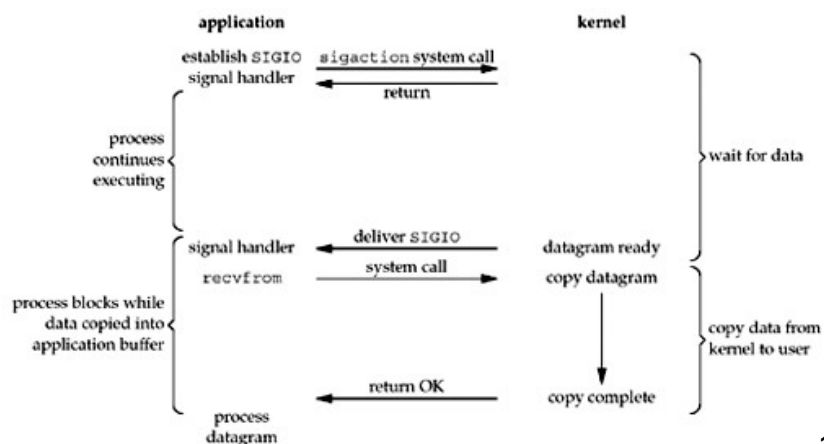 application kernel
establish SIGIO sigaction system call
signal handler
return
process
continues
executing
wait for data
deliver SIGIO
signal handler datagram ready
system call
recvfrom copy datagram
process blocks while
data copied into
application buffer
copy data from
kernel to user
return OK
copy complete
process
datagram